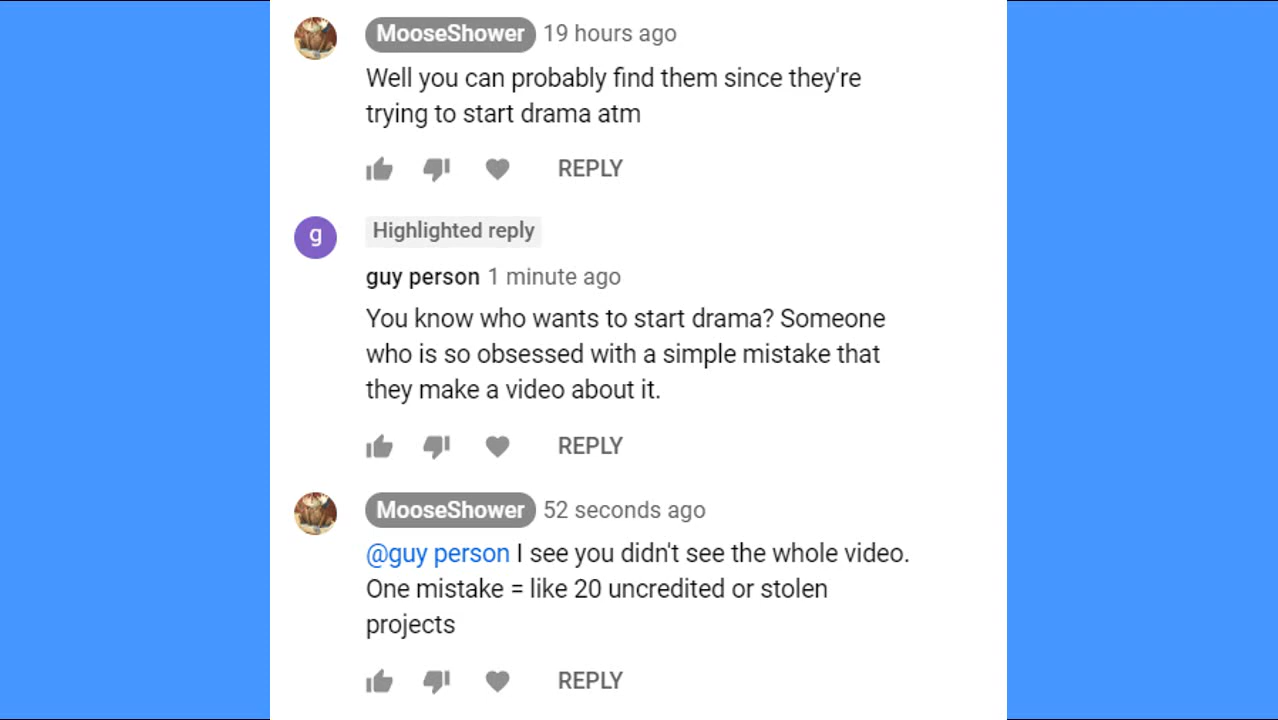 MooseShower 19 hours ago
Well you can probably find them since they're
trying to start drama atm
REPLY
g
Highlighted reply
guy person 1 minute ago
You know who wants to start drama? Someone
who is so obsessed with a simple mistake that
they make a video about it.
REPLY
MooseShower 52 seconds ago
@guy person I see you didn't see the whole video.
One mistake = like 20 uncredited or stolen
projects
REPLY